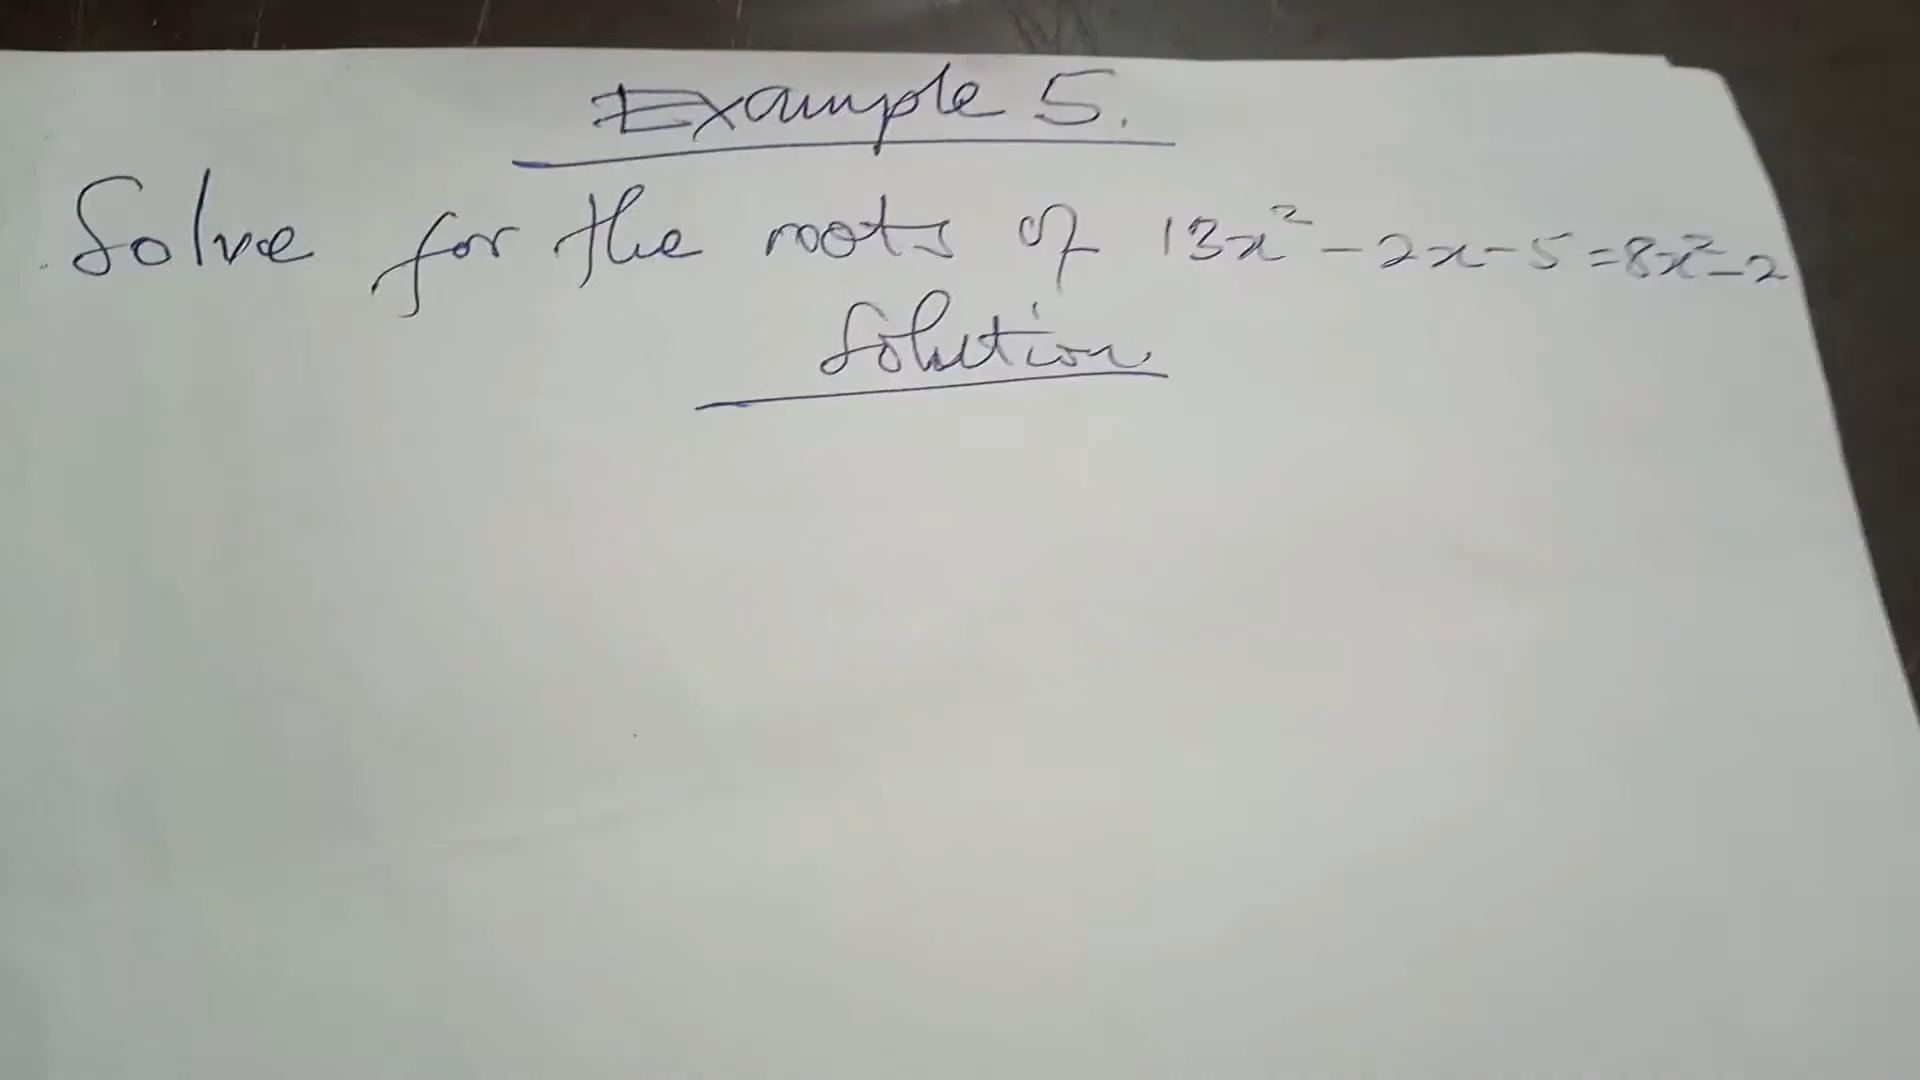 Example 5.
Solve for the roots of 13x² - 2x - 5 = 8x² - 2
Solution